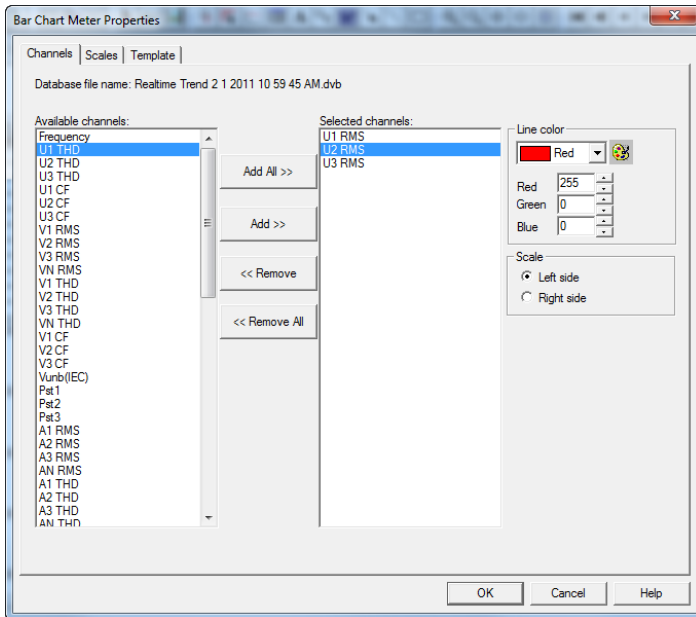 Bar Chart Meter Properties
x
Channels Scales Template
Database file name: Realtime Trend 2 1 2011 10 59 45 AM.dvb
Available channels:
Frequency
U1 THD
U2 THD
U3 THD
U1 CF
U2 CF
U3 CF
V1 RMS
V2 RMS
V3 RMS
VN RMS
V1 THD
V2 THD
V3 THD
VN THD
V1 CF
V2 CF
V3 CF
Vunb(IEC)
Pst1
Pst2
Pst3
A1 RMS
A2 RMS
A3 RMS
AN RMS
A1 THD
A2 THD
A3 THD
AN THD
Add All >>
Add >>
<< Remove
<< Remove All
Selected channels:
U1 RMS
U2 RMS
U3 RMS
Line color
Red
Red 255
Green 0
Blue 0
Scale
Left side
Right side
OK Cancel Help